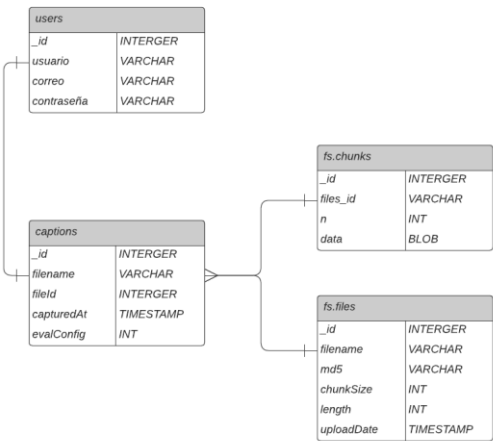 users
_id INTERGER
usuario VARCHAR
correo VARCHAR
contraseña VARCHAR
captions
_id INTERGER
filename VARCHAR
fileId INTERGER
capturedAt TIMESTAMP
evalConfig INT
fs.chunks
_id INTERGER
files_id VARCHAR
n INT
data BLOB
fs.files
_id INTERGER
filename VARCHAR
md5 VARCHAR
chunkSize INT
length INT
uploadDate TIMESTAMP